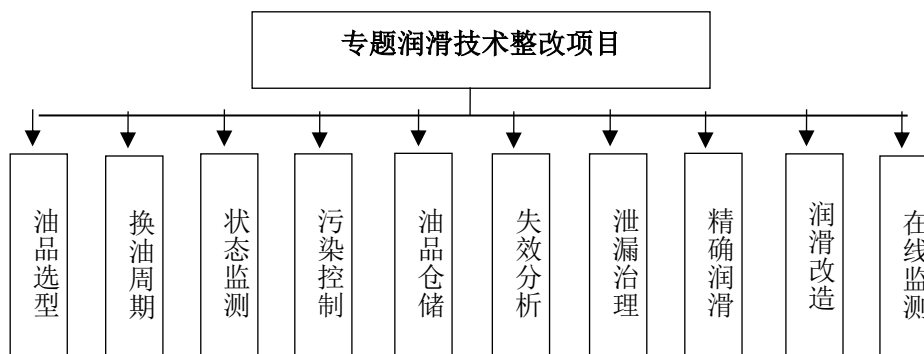 专题润滑技术整改项目
油品选型
换油周期
状态监测
污染控制
油品仓储
失效分析
泄漏治理
精确润滑
润滑改造
在线监测